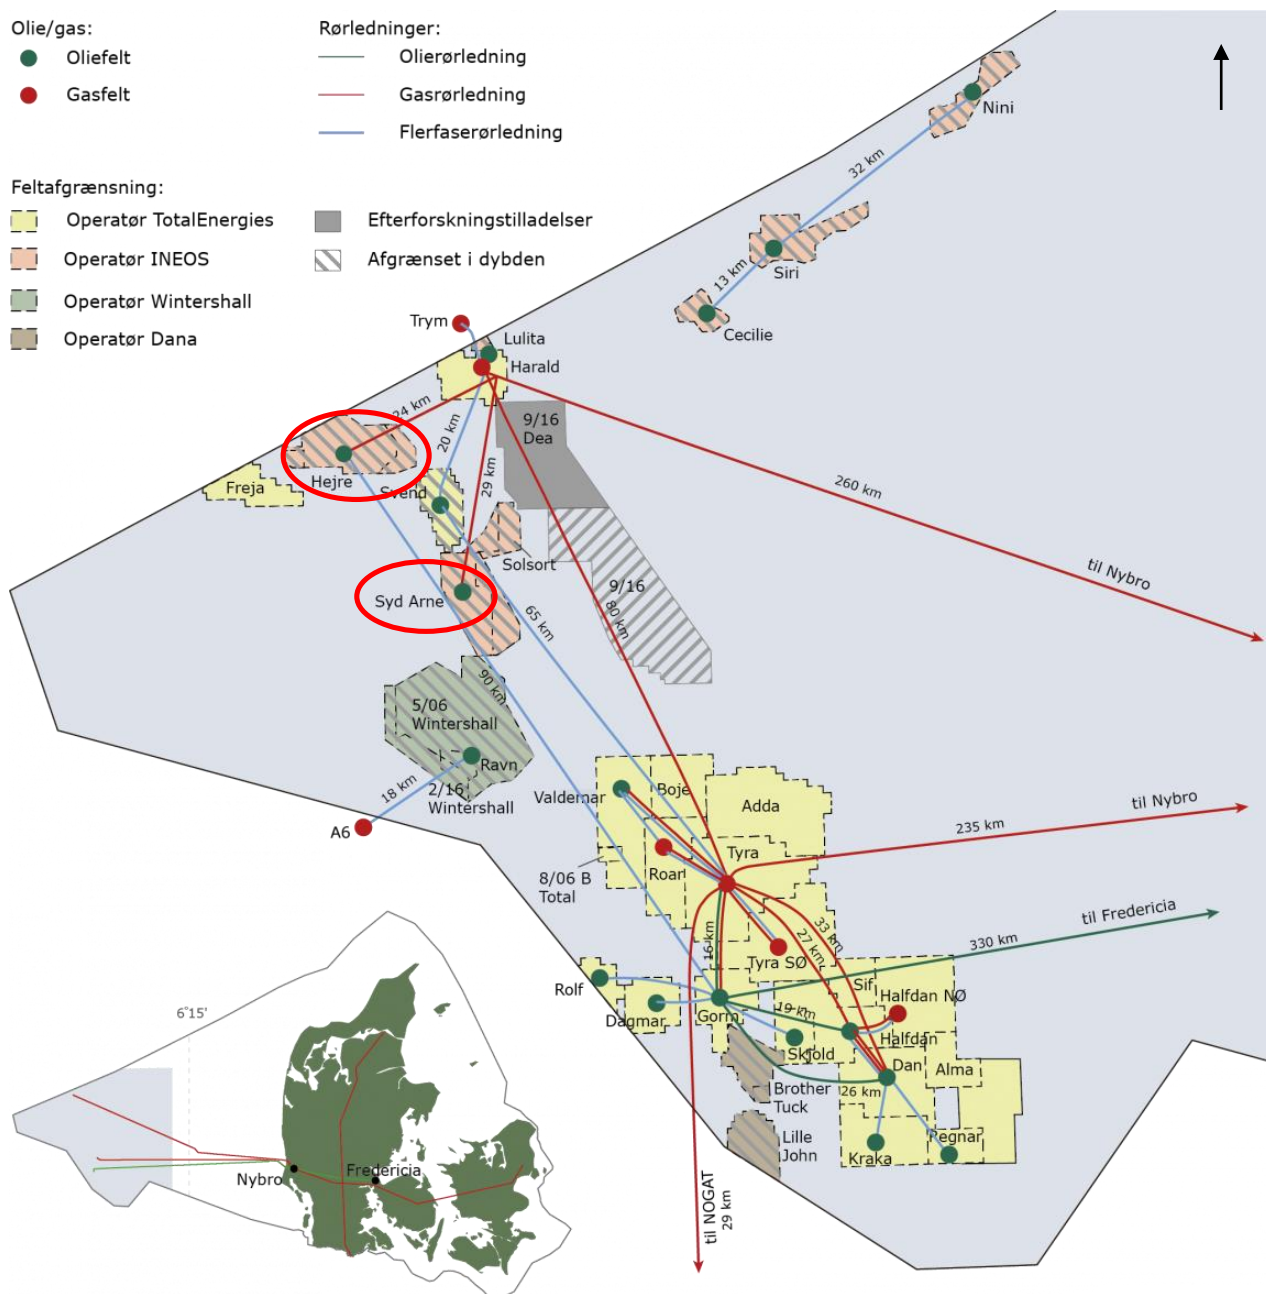 Olie/gas:
Oliefelt
Gasfelt
Rørledninger:
Olierørledning
Gasrørledning
Flerfaserørledning
Feltafgrænsning:
Operatør TotalEnergies
Operatør INEOS
Operatør Wintershall
Operatør Dana
Efterforskningstilladelser
Afgrænset i dybden
Nini
32 km
Siri
13 km
Cecilie
Trym
Lulita
Harald
24 km
20 km
29 km
9/16
Dea
260 km
til Nybro
Hejre
Freja
Svend
Solsort
Syd Arne
9/16
80 km
65 km
90 km
5/06
Wintershall
Ravn
2/16
Wintershall
18 km
A6
Valdemar
Boje
Adda
til Nybro
235 km
Tyra
Roar
8/06 B
Total
til Fredericia
330 km
16 km
27 km
33 km
Tyra SØ
Sif
Halfdan NØ
Rolf
Dagmar
Gorm
19 km
Halfdan
Skjold
Dan
Alma
26 km
Brother
Tuck
Regnar
Lille
John
Kraka
til NOGAT
29 km
6°15'
Nybro
Fredericia